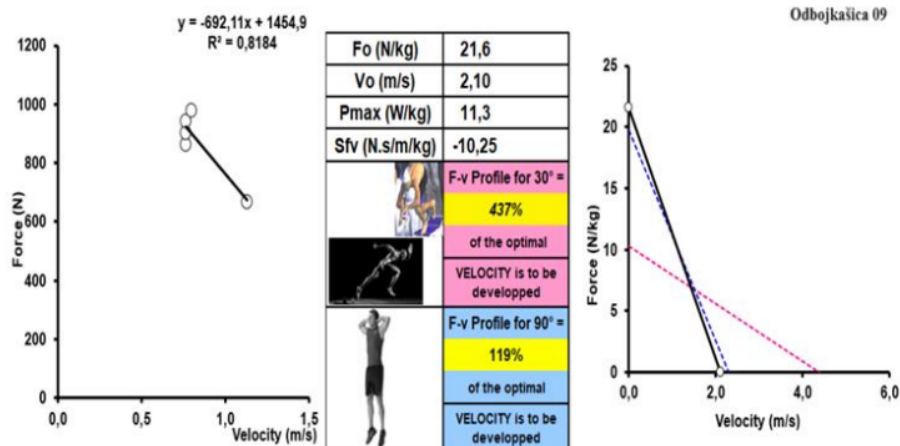 Odbojkašica 09
y = -692,11x + 1454,9
R² = 0,8184
Force (N)
1200
1000
800
600
400
200
0
0,0 0,5 1,0 1,5
Velocity (m/s)
Fo (N/kg) 21,6
Vo (m/s) 2,10
Pmax (W/kg) 11,3
Sfv (N.s/m/kg) -10,25
F-v Profile for 30° =
437%
of the optimal
VELOCITY is to be
developped
F-v Profile for 90° =
119%
of the optimal
VELOCITY is to be
developped
Force (N/kg)
25
20
15
10
5
0
0,0 2,0 4,0 6,0
Velocity (m/s)